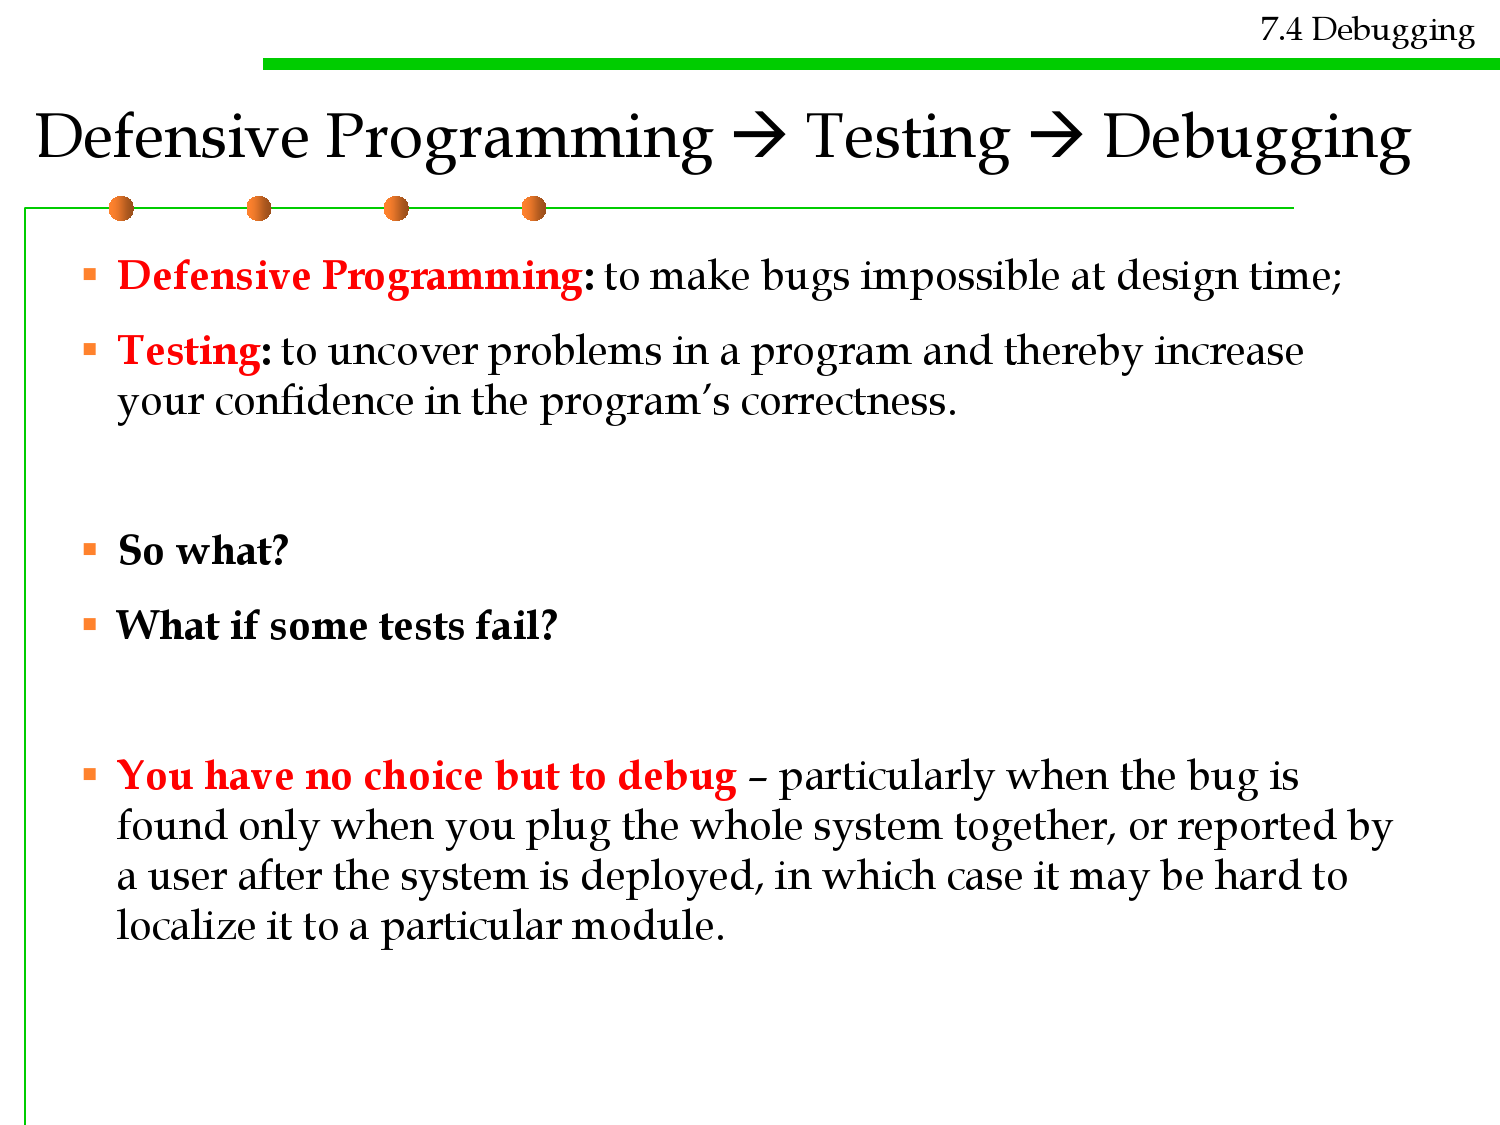 7.4 Debugging
Defensive Programming → Testing → Debugging
▪ Defensive Programming: to make bugs impossible at design time;
▪ Testing: to uncover problems in a program and thereby increase
your confidence in the program’s correctness.
▪ So what?
▪ What if some tests fail?
▪ You have no choice but to debug – particularly when the bug is
found only when you plug the whole system together, or reported by
a user after the system is deployed, in which case it may be hard to
localize it to a particular module.